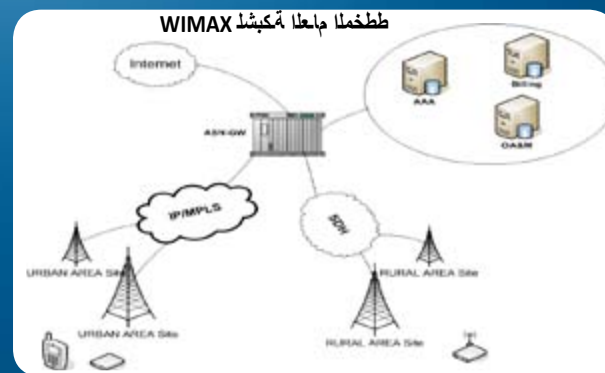 ططخملا ماعلا ةكبشل WIMAX
Internet
AAA
Billing
OA&M
ASN-GW
IP/MPLS
SDH
URBAN AREA Site
RURAL AREA Site
URBAN AREA Site
RURAL AREA Site